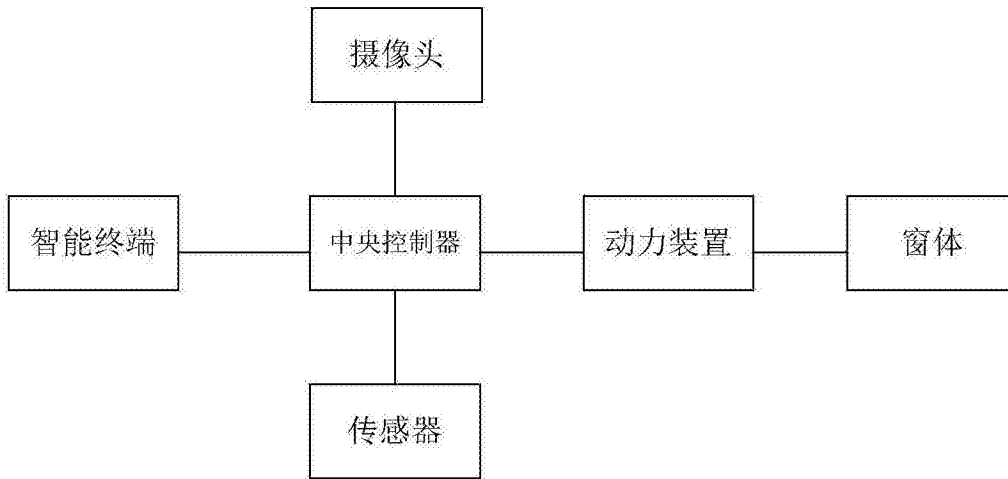 摄像头
智能终端
中央控制器
动力装置
窗体
传感器